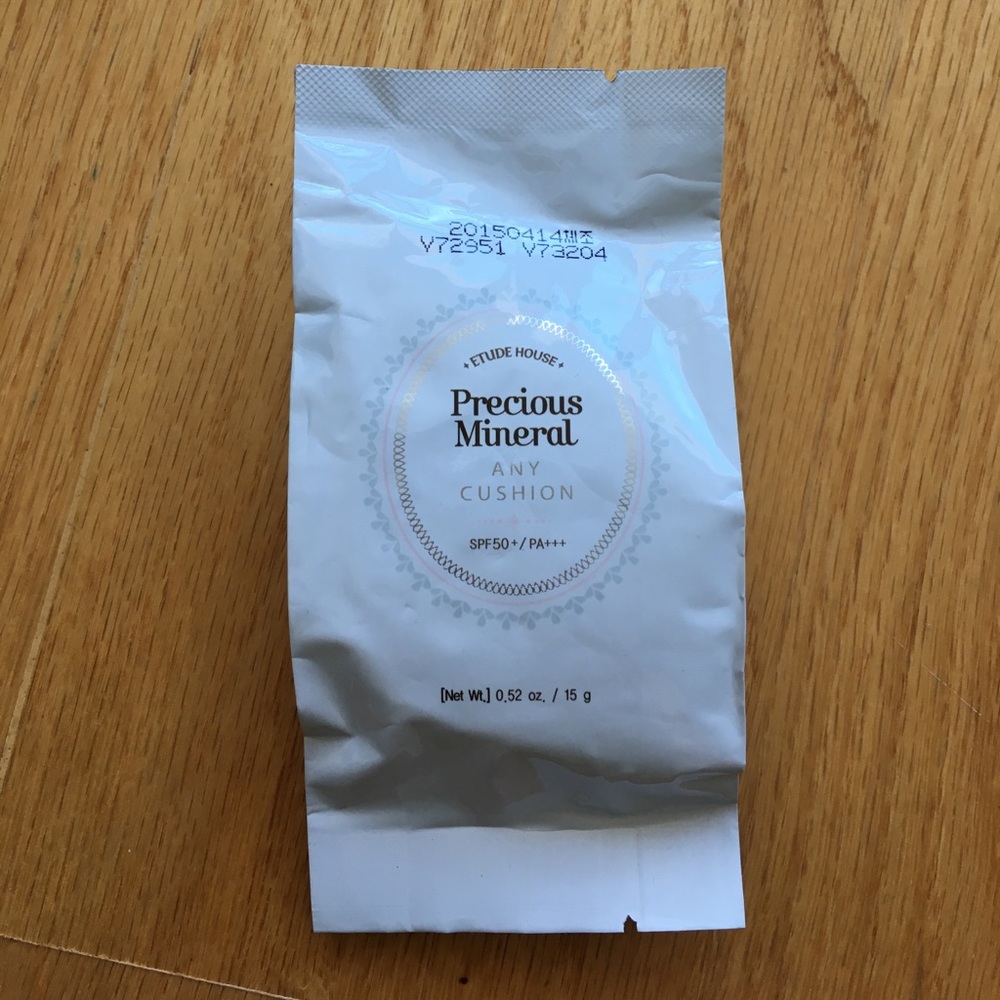 20150414제조
V72951 V73204
ETUDE HOUSE
Precious
Mineral
ANY
CUSHION
SPF50+/PA+++
[Net Wt.] 0.52 oz. / 15 g